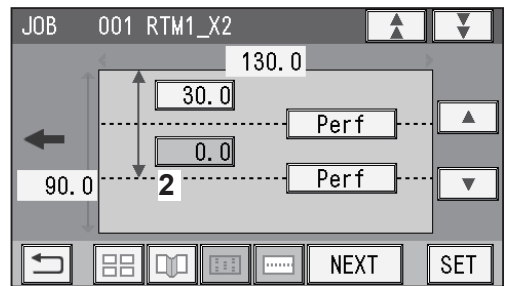 JOB 001 RTM1_X2
130.0
30.0
Perf
0.0
Perf
90.0 2
NEXT SET